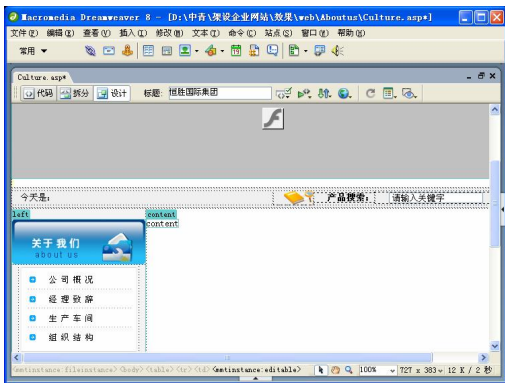 Macromedia Dreamweaver 8 - [D:\中青\架设企业网站\效果\web\Aboutus\Culture.asp*]
文件(F) 编辑(E) 查看(V) 插入(I) 修改(M) 文本(T) 命令(C) 站点(S) 窗口(W) 帮助(H)
常用
Culture.asp*
代码 拆分 设计 标题: 恒胜国际集团
今天是:
产品搜索: 请输入关键字
left
content
content
关于我们
about us
公司概况
经理致辞
生产车间
组织结构
<mmtinstance:fileinstance> <body> <table> <tr> <td> <mmtinstance:editable>
100% 727 x 383 12 K / 2 秒